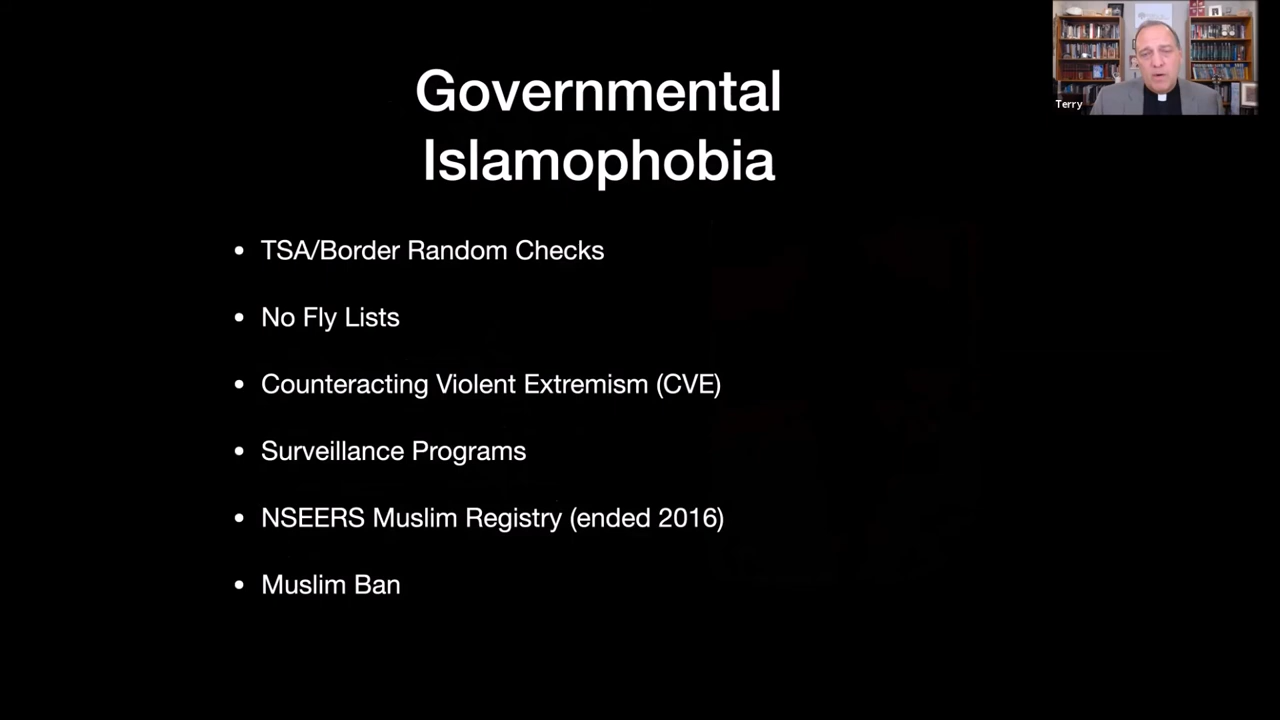 Governmental
Islamophobia
• TSA/Border Random Checks
• No Fly Lists
• Counteracting Violent Extremism (CVE)
• Surveillance Programs
• NSEERS Muslim Registry (ended 2016)
• Muslim Ban
Terry